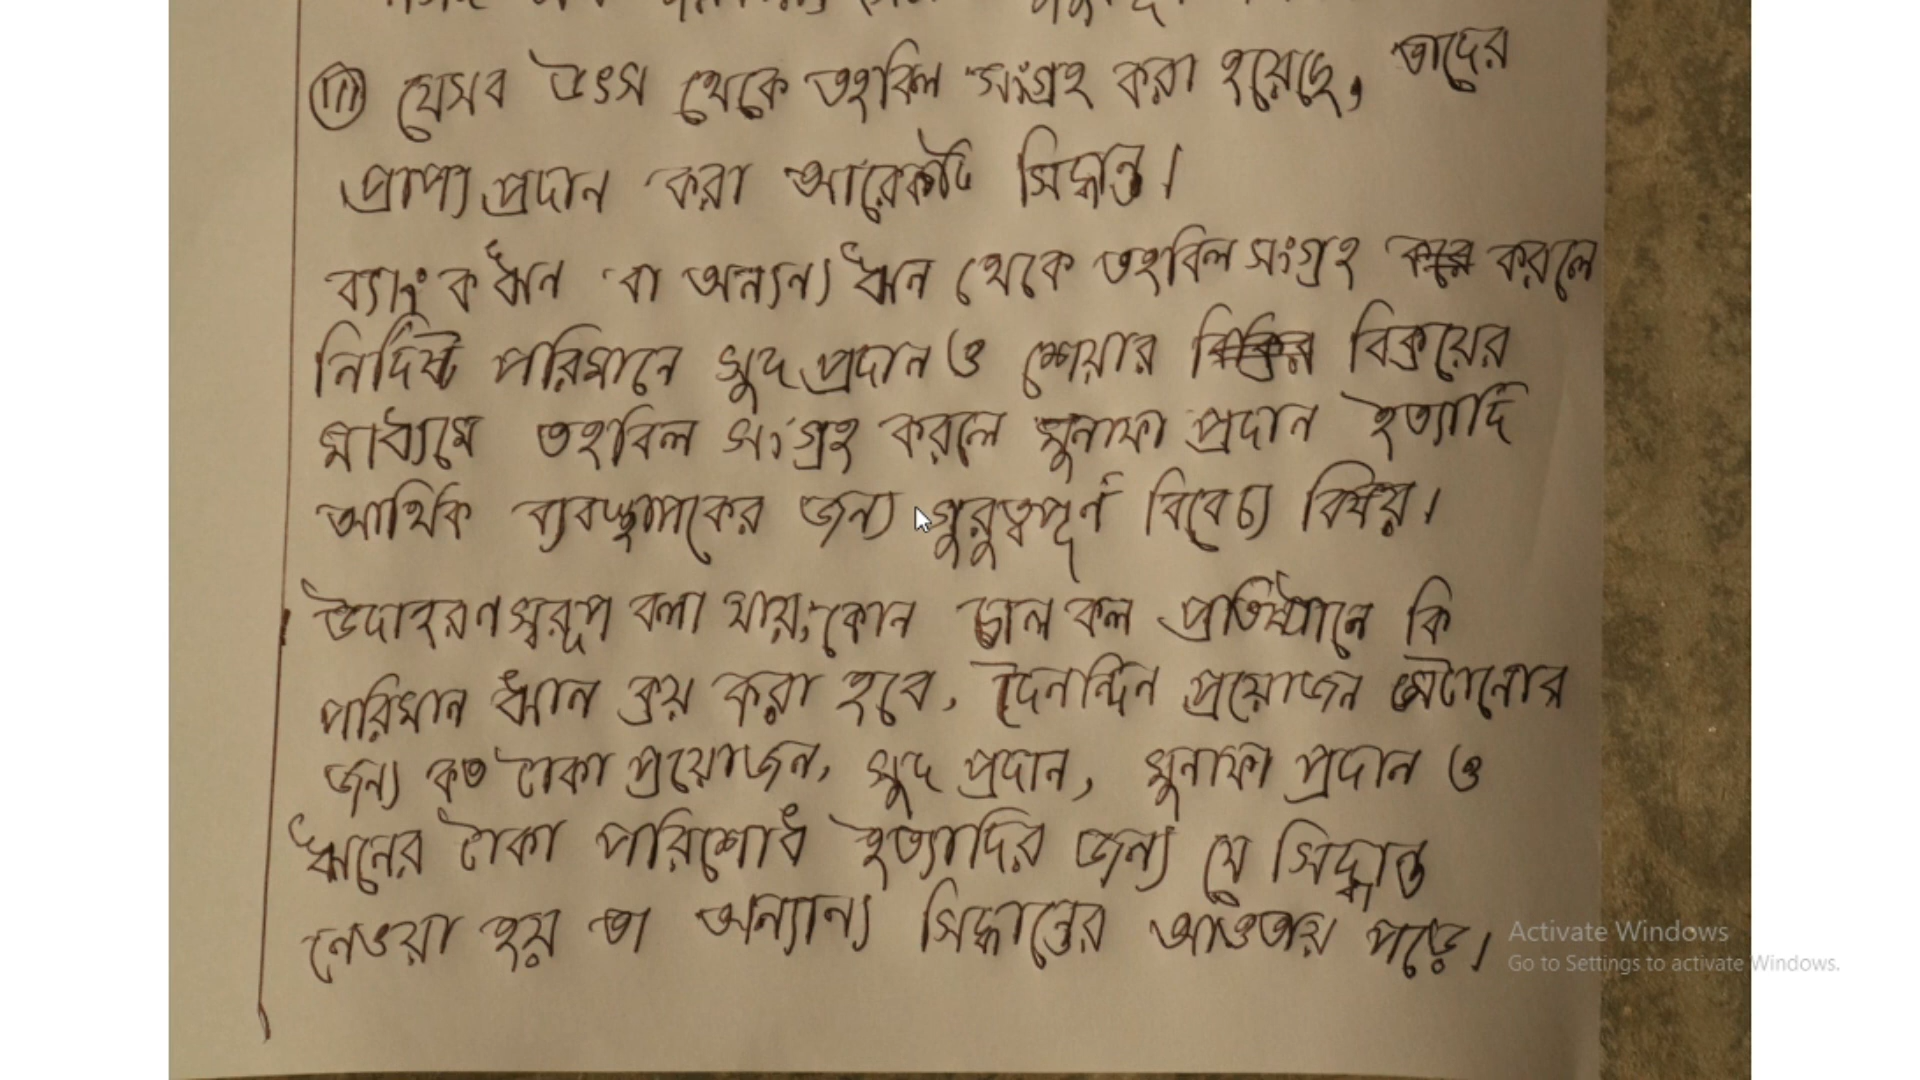 (iii) যেসব উৎস থেকে তহবিল সংগ্রহ করা হয়েছে, তাদের
প্রাপ্য প্রদান করা আরেকটি সিদ্ধান্ত।
ব্যাংক ঋন বা অন্যন্য ঋন থেকে তহবিল সংগ্রহ করলে
নির্দিষ্ট পরিমানে সুদ প্রদান ও শেয়ার বিক্রয়ের
মাধ্যমে তহবিল সংগ্রহ করলে মুনাফা প্রদান ইত্যাদি
আর্থিক ব্যবস্থাপকের জন্য গুরুত্বপূর্ণ বিবেচ্য বিষয়।
উদাহরণস্বরূপ বলা যায়, কোন চাল কল প্রতিষ্ঠানে কি
পরিমান ধান ক্রয় করা হবে, দৈনন্দিন প্রয়োজন মেটানোর
জন্য কত টাকা প্রয়োজন, সুদ প্রদান, মুনাফা প্রদান ও
ঋনের টাকা পরিশোধ ইত্যাদির জন্য যে সিদ্ধান্ত
নেওয়া হয় তা অন্যান্য সিদ্ধান্তের আওতায় পড়ে।
Activate Windows
Go to Settings to activate Windows.